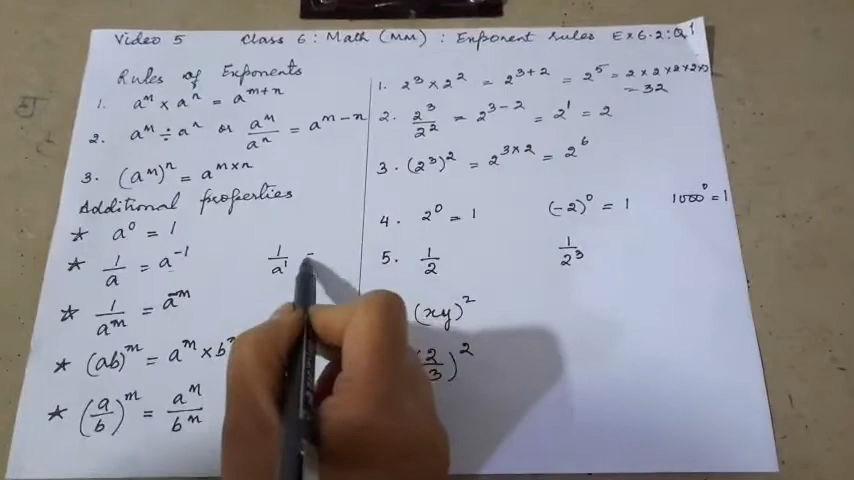 Video 5 Class 6 : Math (MM) : Exponent rules Ex 6.2 : Q1
Rules of Exponents
1. aᵐ × aⁿ = aᵐ⁺ⁿ
2. aᵐ ÷ aⁿ or aᵐ/aⁿ = aᵐ⁻ⁿ
3. (aᵐ)ⁿ = aᵐˣⁿ
Additional properties
☆ a⁰ = 1
☆ 1/a = a⁻¹ 1/a¹ =
☆ 1/aᵐ = a⁻ᵐ
☆ (ab)ᵐ = aᵐ × bᵐ
☆ (a/b)ᵐ = aᵐ/bᵐ
1. 2³ × 2² = 2³⁺² = 2⁵ = 2 × 2 × 2 × 2 × 2
= 32
2. 2³/2² = 2³⁻² = 2¹ = 2
3. (2³)² = 2³ˣ² = 2⁶
4. 2⁰ = 1 (-2)⁰ = 1 1000⁰ = 1
5. 1/2 1/2³
(xy)²
(2/3)²